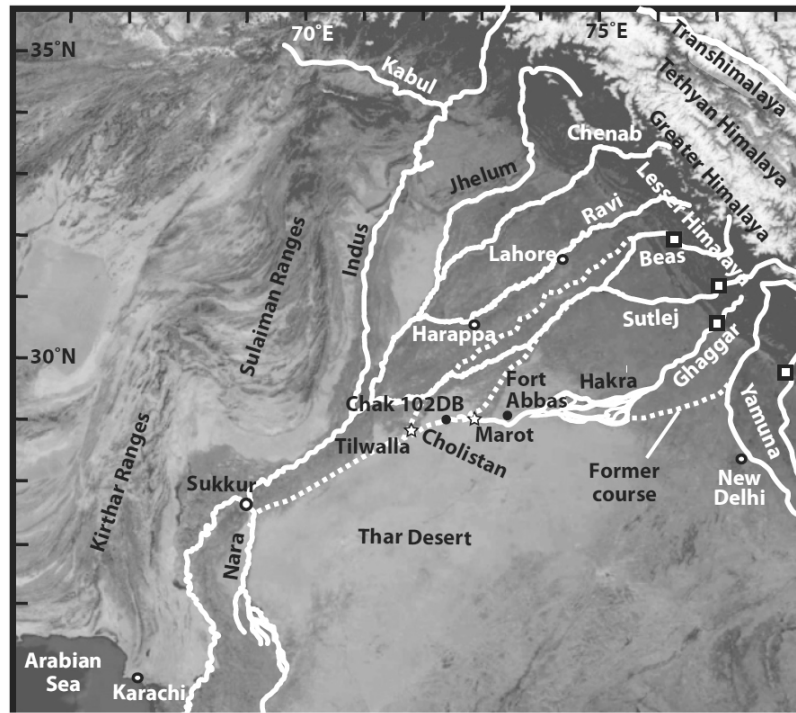 70˚E
75˚E
35˚N
Kabul
Transhimalaya
Tethyan Himalaya
Greater Himalaya
Lesser Himalaya
Chenab
Jhelum
Ravi
Indus
Lahore
Beas
Sulaiman Ranges
Harappa
Sutlej
30˚N
Ghaggar
Hakra
Fort
Abbas
Chak 102DB
Marot
Tilwalla
Cholistan
Yamuna
Former
course
New
Delhi
Kirthar Ranges
Sukkur
Nara
Thar Desert
Arabian
Sea
Karachi